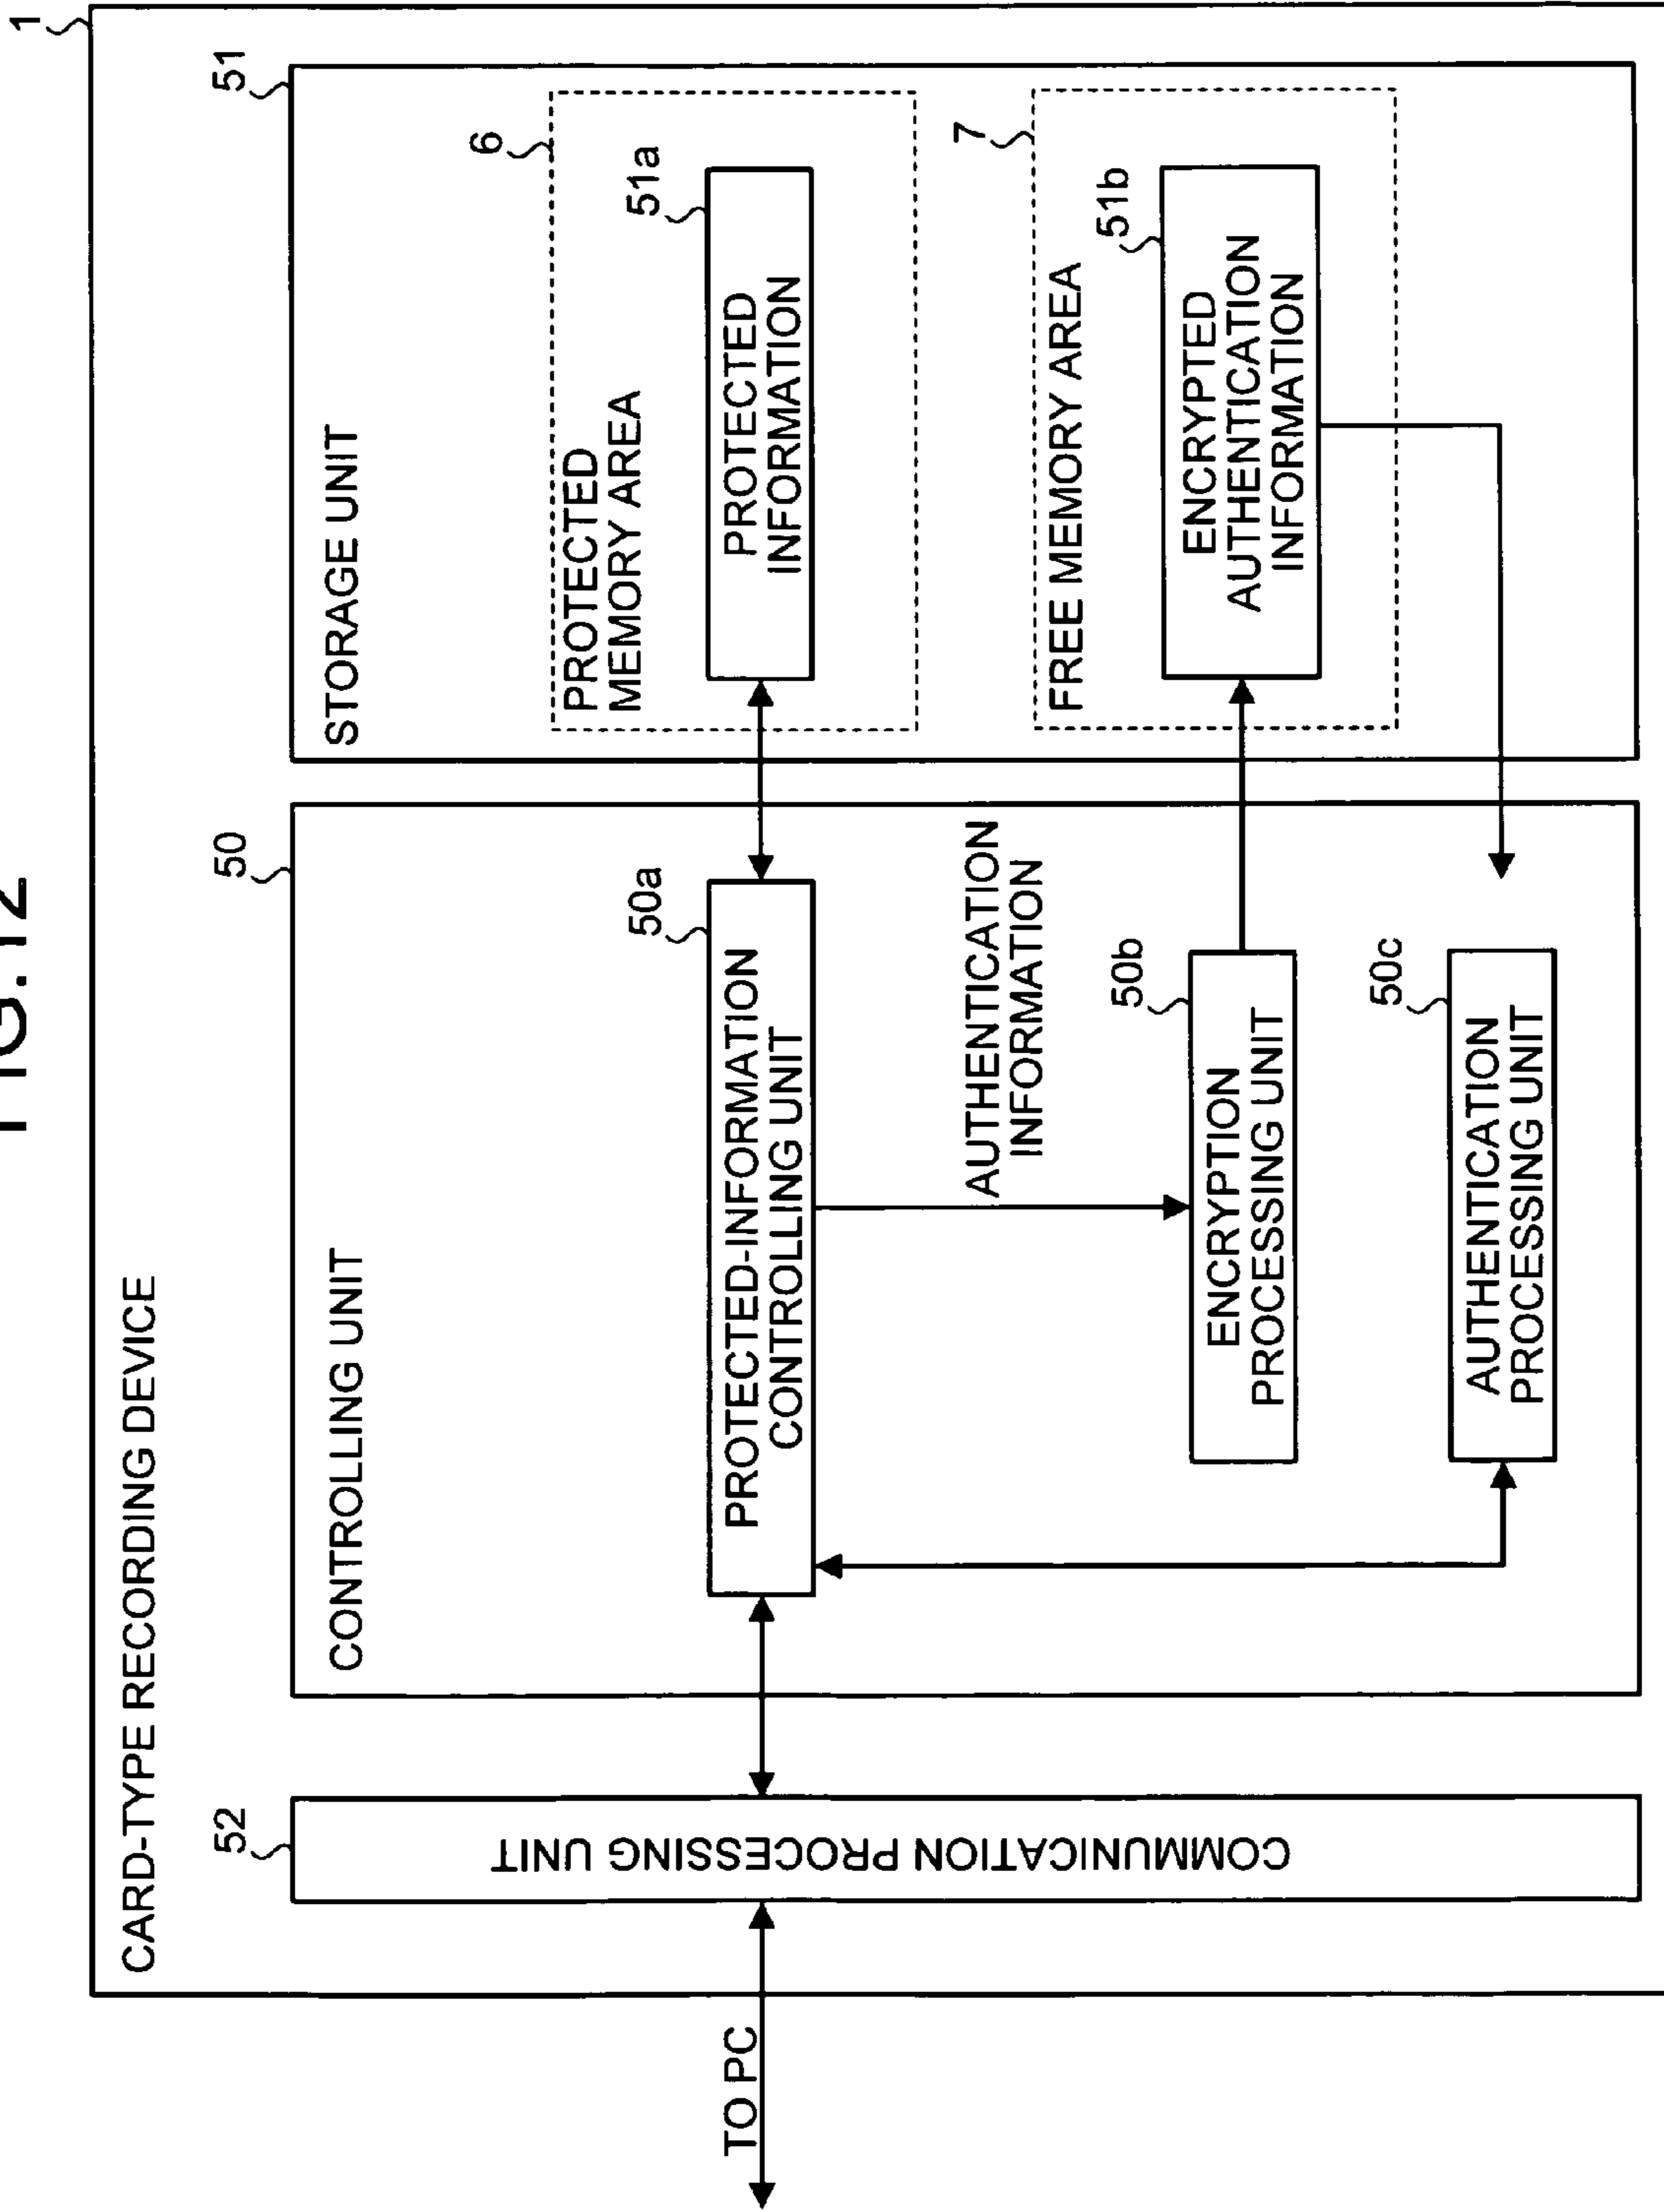 FIG.12
1
CARD-TYPE RECORDING DEVICE
52
50
51
CONTROLLING UNIT
STORAGE UNIT
6
PROTECTED
MEMORY AREA
50a
51a
TO PC
PROTECTED-INFORMATION
CONTROLLING UNIT
PROTECTED
INFORMATION
COMMUNICATION PROCESSING UNIT
AUTHENTICATION
INFORMATION
7
FREE MEMORY AREA
50b
51b
ENCRYPTION
PROCESSING UNIT
ENCRYPTED
AUTHENTICATION
INFORMATION
50c
AUTHENTICATION
PROCESSING UNIT